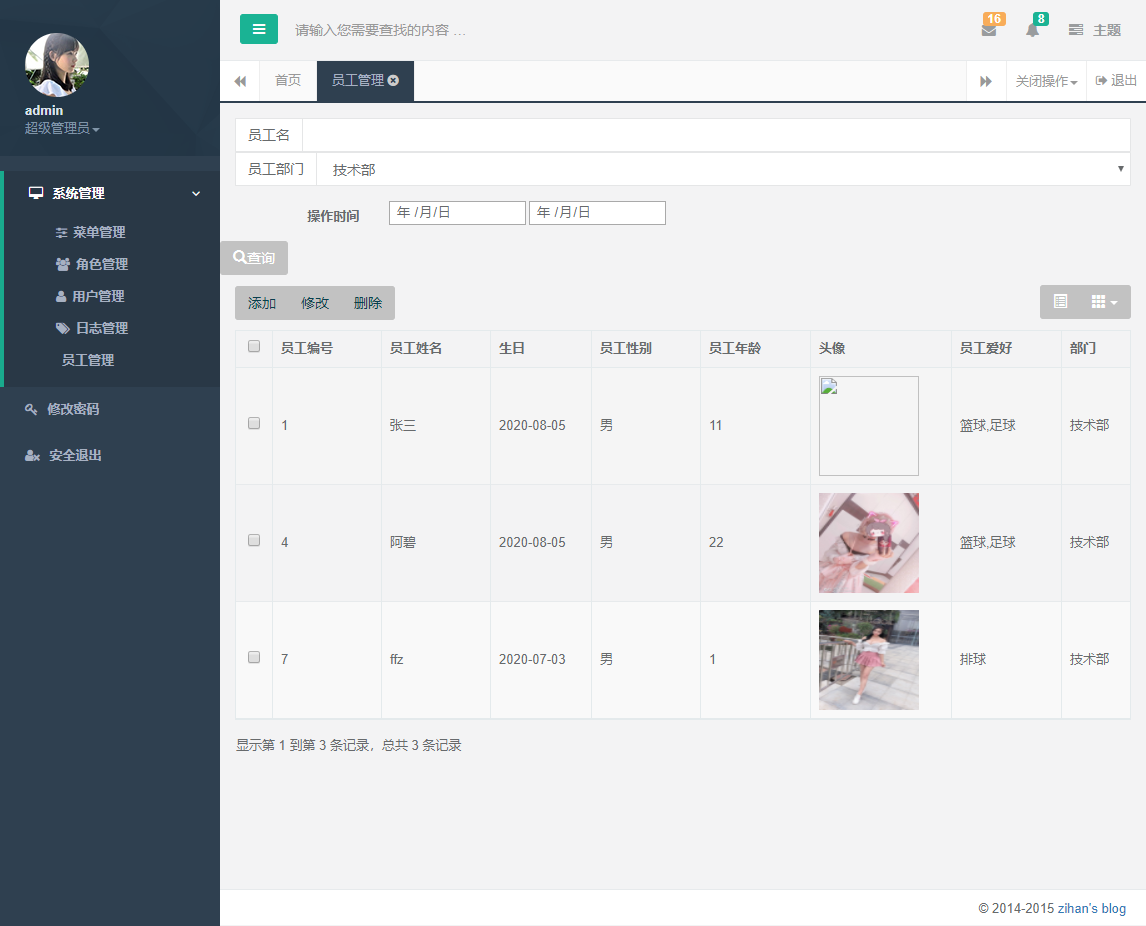 admin
超级管理员
系统管理
菜单管理
角色管理
用户管理
日志管理
员工管理
修改密码
安全退出
请输入您需要查找的内容 …
16
8
主题
首页
员工管理
关闭操作
退出
员工名
员工部门
技术部
操作时间
年 /月/日
年 /月/日
查询
添加 修改 删除
员工编号 员工姓名 生日 员工性别 员工年龄 头像 员工爱好 部门
1 张三 2020-08-05 男 11 篮球,足球 技术部
4 阿碧 2020-08-05 男 22 篮球,足球 技术部
7 ffz 2020-07-03 男 1 排球 技术部
显示第 1 到第 3 条记录，总共 3 条记录
© 2014-2015 zihan's blog